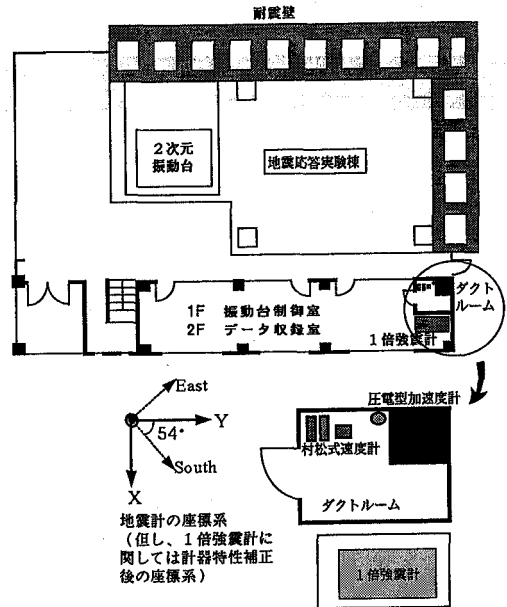 耐震壁
2次元
振動台
地震応答実験棟
ダクト
ルーム
1F 振動台制御室
2F データ収録室
1倍強震計
圧電型加速度計
East
Y
54°
South
X
村松式速度計
ダクトルーム
地震計の座標系
(但し、1倍強震計に
関しては計器特性補正
後の座標系)
1倍強震計